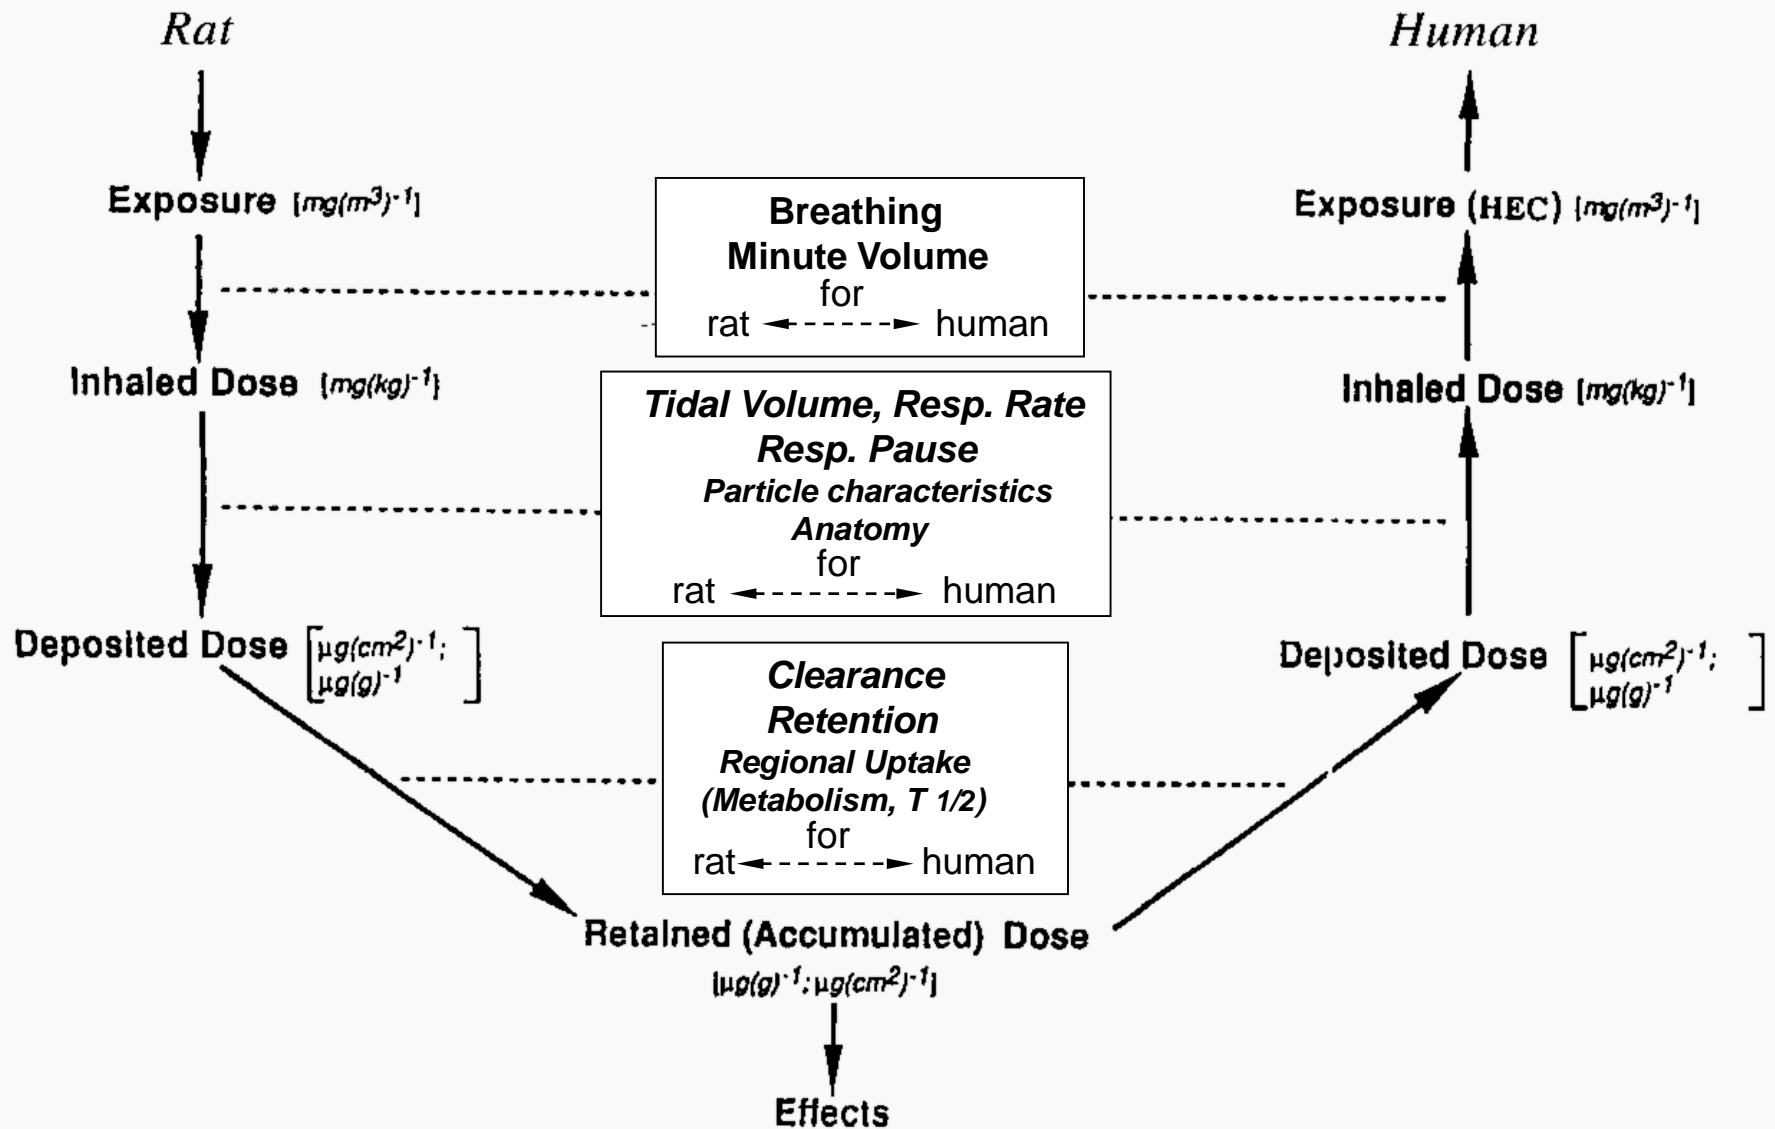 Rat
Human
Exposure [mg(m³)⁻¹]
Exposure (HEC) [mg(m³)⁻¹]
Breathing
Minute Volume
for
rat human
Inhaled Dose [mg(kg)⁻¹]
Inhaled Dose [mg(kg)⁻¹]
Tidal Volume, Resp. Rate
Resp. Pause
Particle characteristics
Anatomy
for
rat human
Deposited Dose [µg(cm²)⁻¹;
µg(g)⁻¹]
Deposited Dose [µg(cm²)⁻¹;
µg(g)⁻¹]
Clearance
Retention
Regional Uptake
(Metabolism, T 1/2)
for
rat human
Retained (Accumulated) Dose
[µg(g)⁻¹; µg(cm²)⁻¹]
Effects